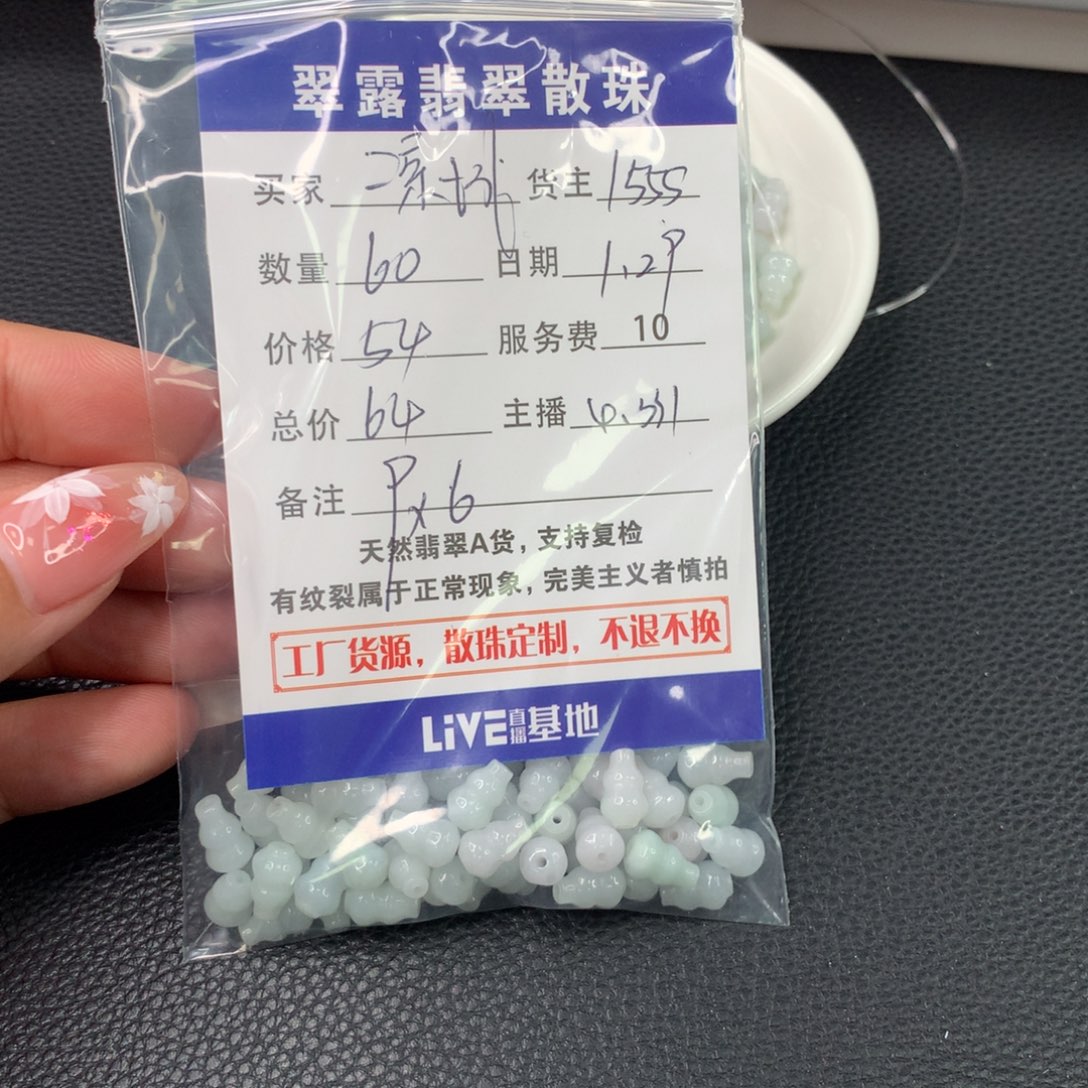 翠露翡翠散珠
买家 货主 1555
数量 60 日期 1.29
价格 54 服务费 10
总价 64 主播
备注 9x6
天然翡翠A货，支持复检
有纹裂属于正常现象，完美主义者慎拍
工厂货源，散珠定制，不退不换
LiVE直播基地